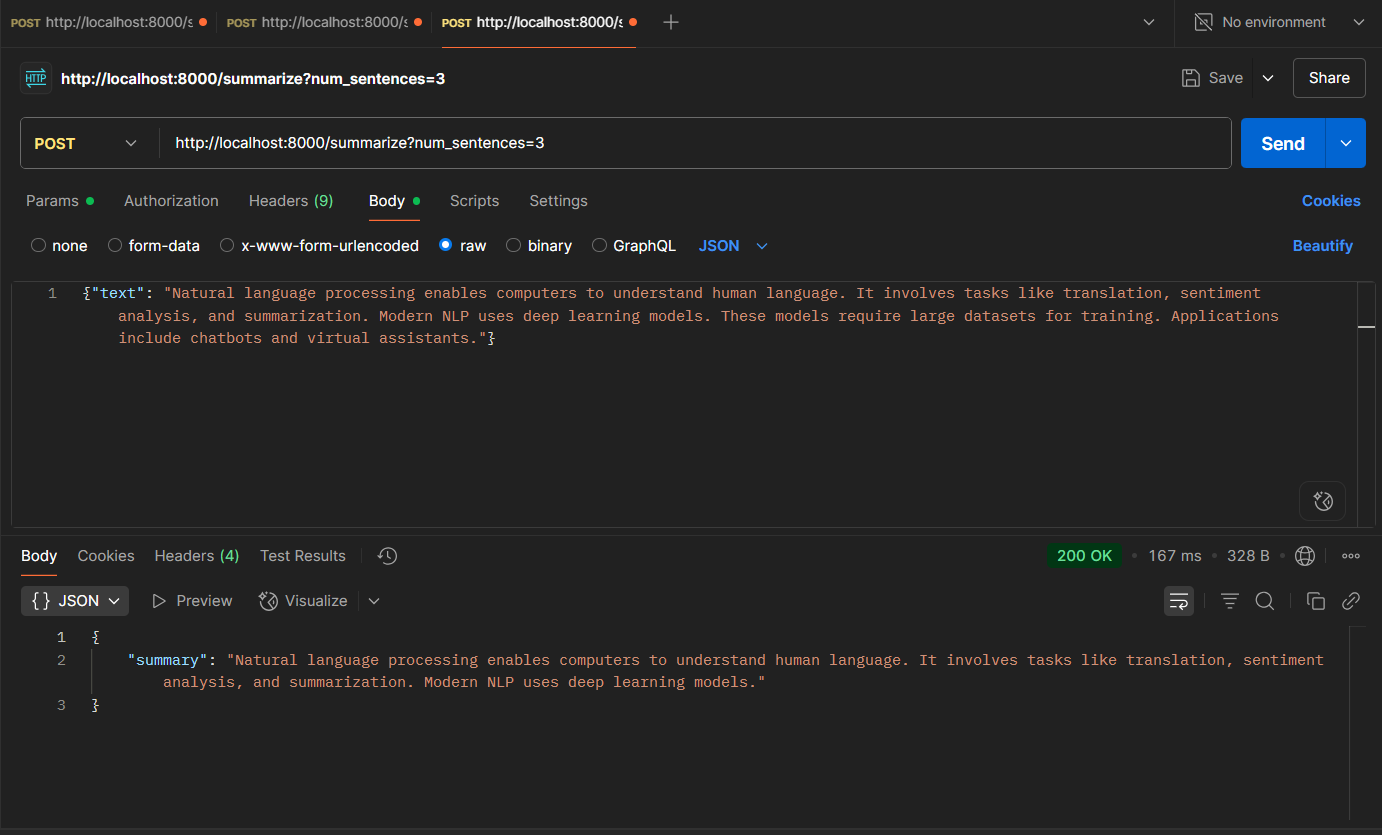 POST http://localhost:8000/s POST http://localhost:8000/s POST http://localhost:8000/s No environment
HTTP http://localhost:8000/summarize?num_sentences=3 Save Share
POST http://localhost:8000/summarize?num_sentences=3 Send
Params Authorization Headers (9) Body Scripts Settings Cookies
none form-data x-www-form-urlencoded raw binary GraphQL JSON Beautify
1 {"text": "Natural language processing enables computers to understand human language. It involves tasks like translation, sentiment
analysis, and summarization. Modern NLP uses deep learning models. These models require large datasets for training. Applications
include chatbots and virtual assistants."}
Body Cookies Headers (4) Test Results 200 OK • 167 ms • 328 B •
{ } JSON Preview Visualize
1 {
2 "summary": "Natural language processing enables computers to understand human language. It involves tasks like translation, sentiment
analysis, and summarization. Modern NLP uses deep learning models."
3 }